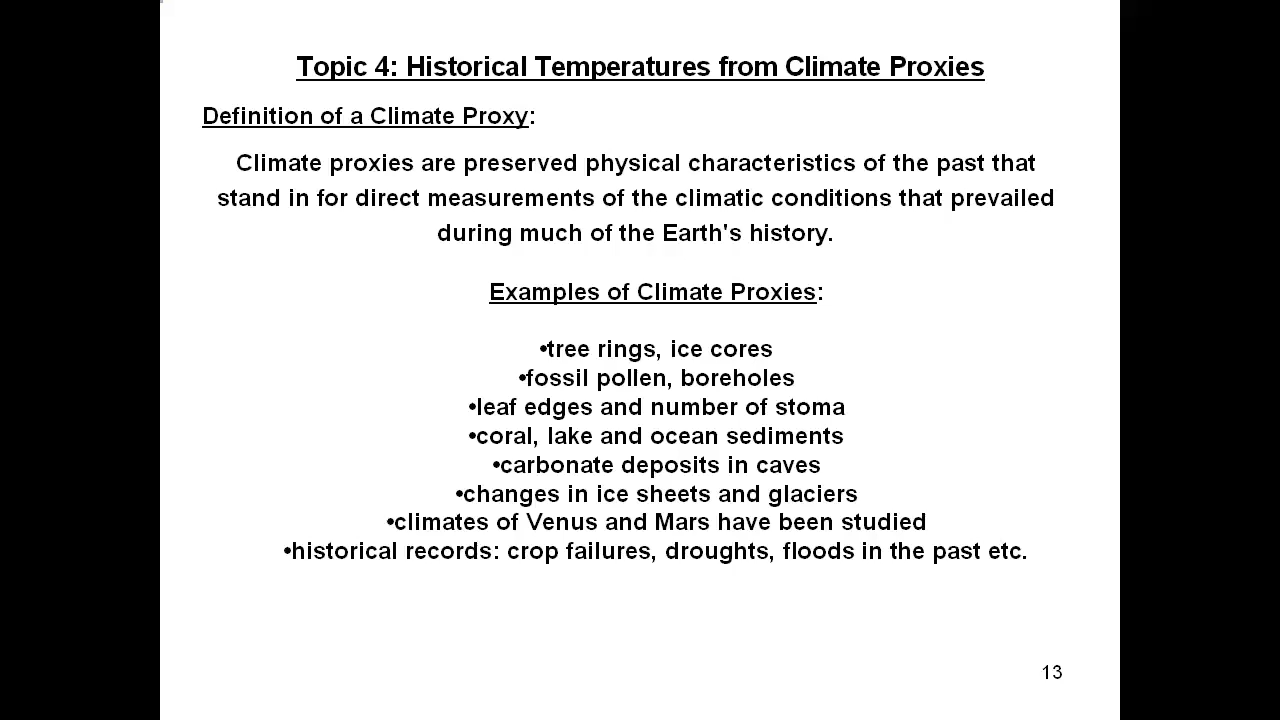 Topic 4: Historical Temperatures from Climate Proxies
Definition of a Climate Proxy:
Climate proxies are preserved physical characteristics of the past that
stand in for direct measurements of the climatic conditions that prevailed
during much of the Earth's history.
Examples of Climate Proxies:
•tree rings, ice cores
•fossil pollen, boreholes
•leaf edges and number of stoma
•coral, lake and ocean sediments
•carbonate deposits in caves
•changes in ice sheets and glaciers
•climates of Venus and Mars have been studied
•historical records: crop failures, droughts, floods in the past etc.
13